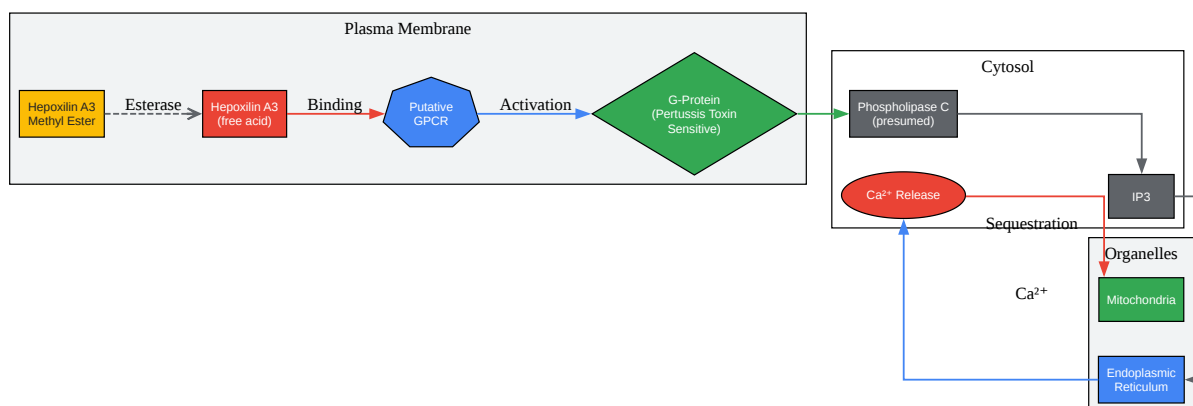 Plasma Membrane
Hepoxilin A3
Methyl Ester
Esterase
Hepoxilin A3
(free acid)
Binding
Putative
GPCR
Activation
G-Protein
(Pertussis Toxin
Sensitive)
Cytosol
Phospholipase C
(presumed)
Ca²⁺ Release
IP3
Sequestration
Organelles
Mitochondria
Ca²⁺
Endoplasmic
Reticulum